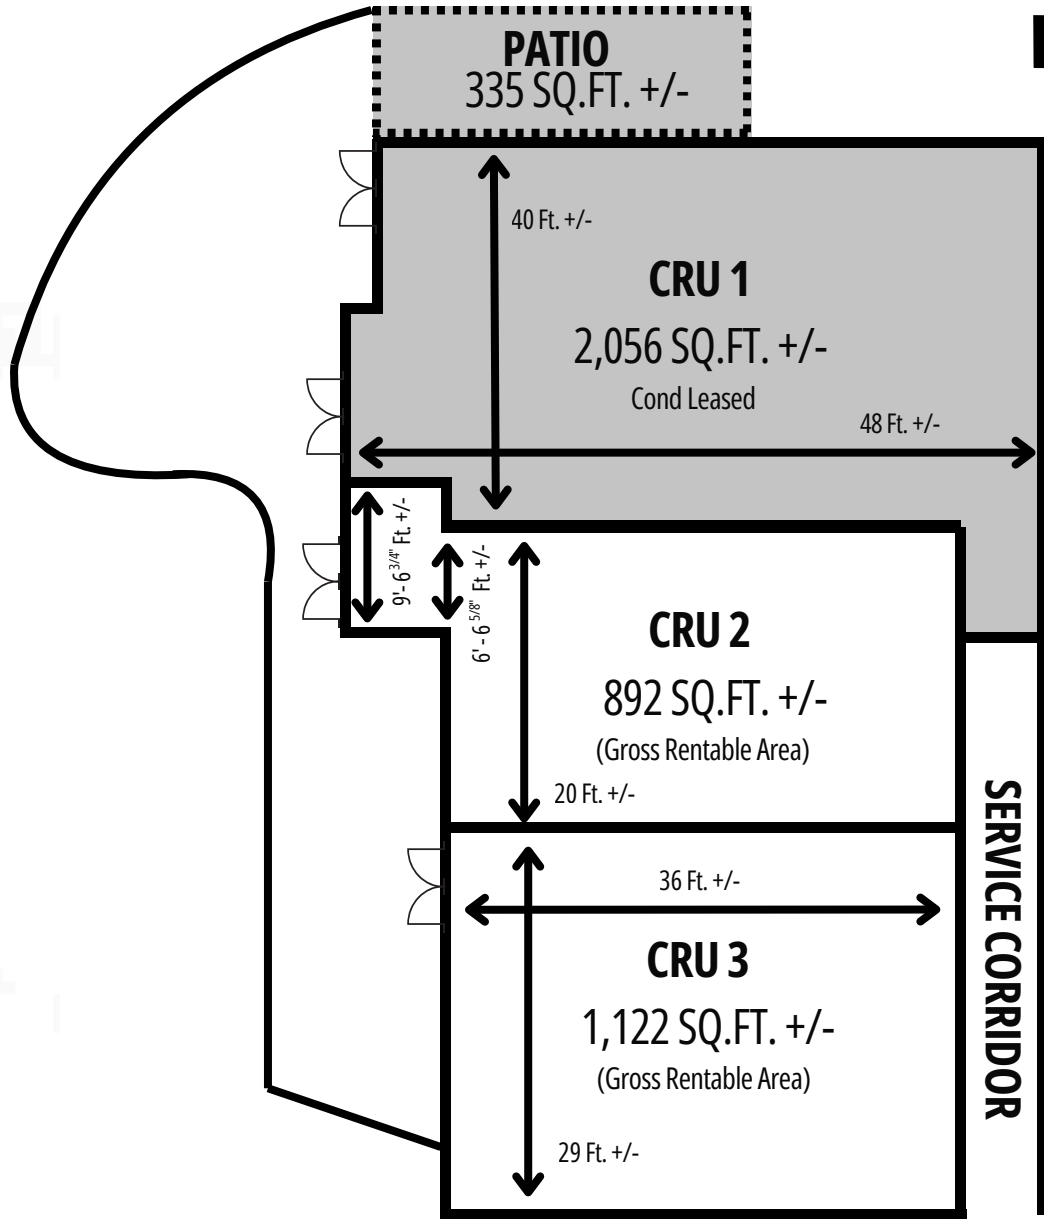 PATIO
335 SQ.FT. +/-
40 Ft. +/-
CRU 1
2,056 SQ.FT. +/-
Cond Leased
48 Ft. +/-
9'- 6 3/4" Ft. +/-
6' - 6 5/8" Ft. +/-
CRU 2
892 SQ.FT. +/-
(Gross Rentable Area)
20 Ft. +/-
36 Ft. +/-
CRU 3
1,122 SQ.FT. +/-
(Gross Rentable Area)
29 Ft. +/-
SERVICE CORRIDOR